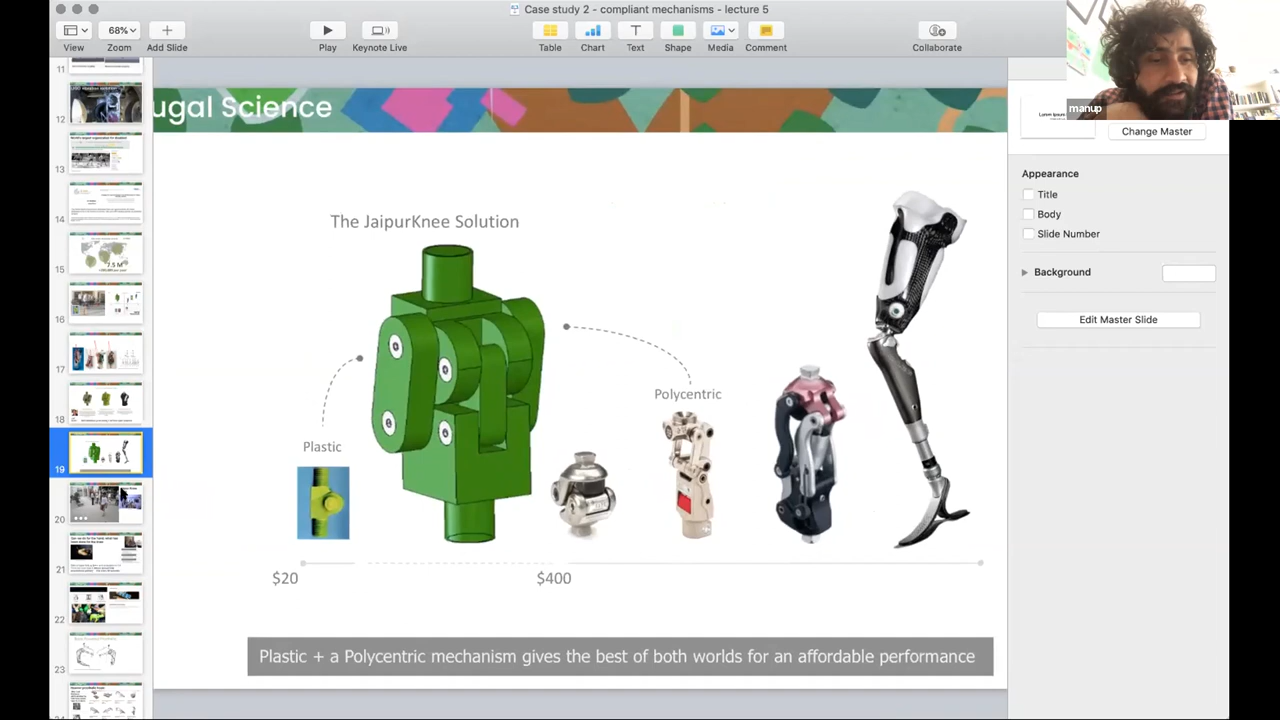 Case study 2 - compliant mechanisms - lecture 5
68%
View
Zoom
Add Slide
Play
Keynote Live
Table
Chart
Text
Shape
Media
Comment
Collaborate
manup
Change Master
Appearance
Title
Body
Slide Number
Background
Edit Master Slide
11
12
13
14
15
16
17
18
19
20
21
22
23
ugal Science
The JaipurKnee Solution
Polycentric
Plastic
$20
$400
Plastic + a Polycentric mechanism gives the best of both worlds for an affordable performance